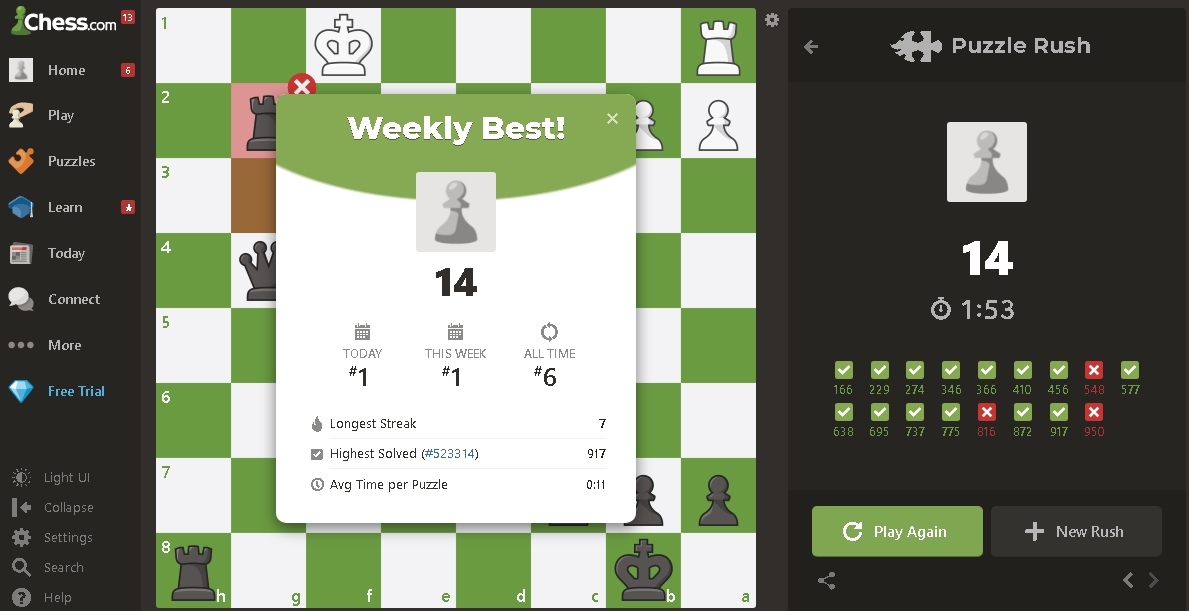 Chess.com
13
Home
6
Play
Puzzles
Learn
Today
Connect
More
Free Trial
Light UI
Collapse
Settings
Search
Help
1
2
3
4
5
6
7
8
h
g
f
e
d
c
b
a
Weekly Best!
14
TODAY
THIS WEEK
ALL TIME
#1
#1
#6
Longest Streak 7
Highest Solved (#523314) 917
Avg Time per Puzzle 0:11
Puzzle Rush
14
1:53
166 229 274 346 366 410 456 548 577
638 695 737 775 816 872 917 950
Play Again
New Rush